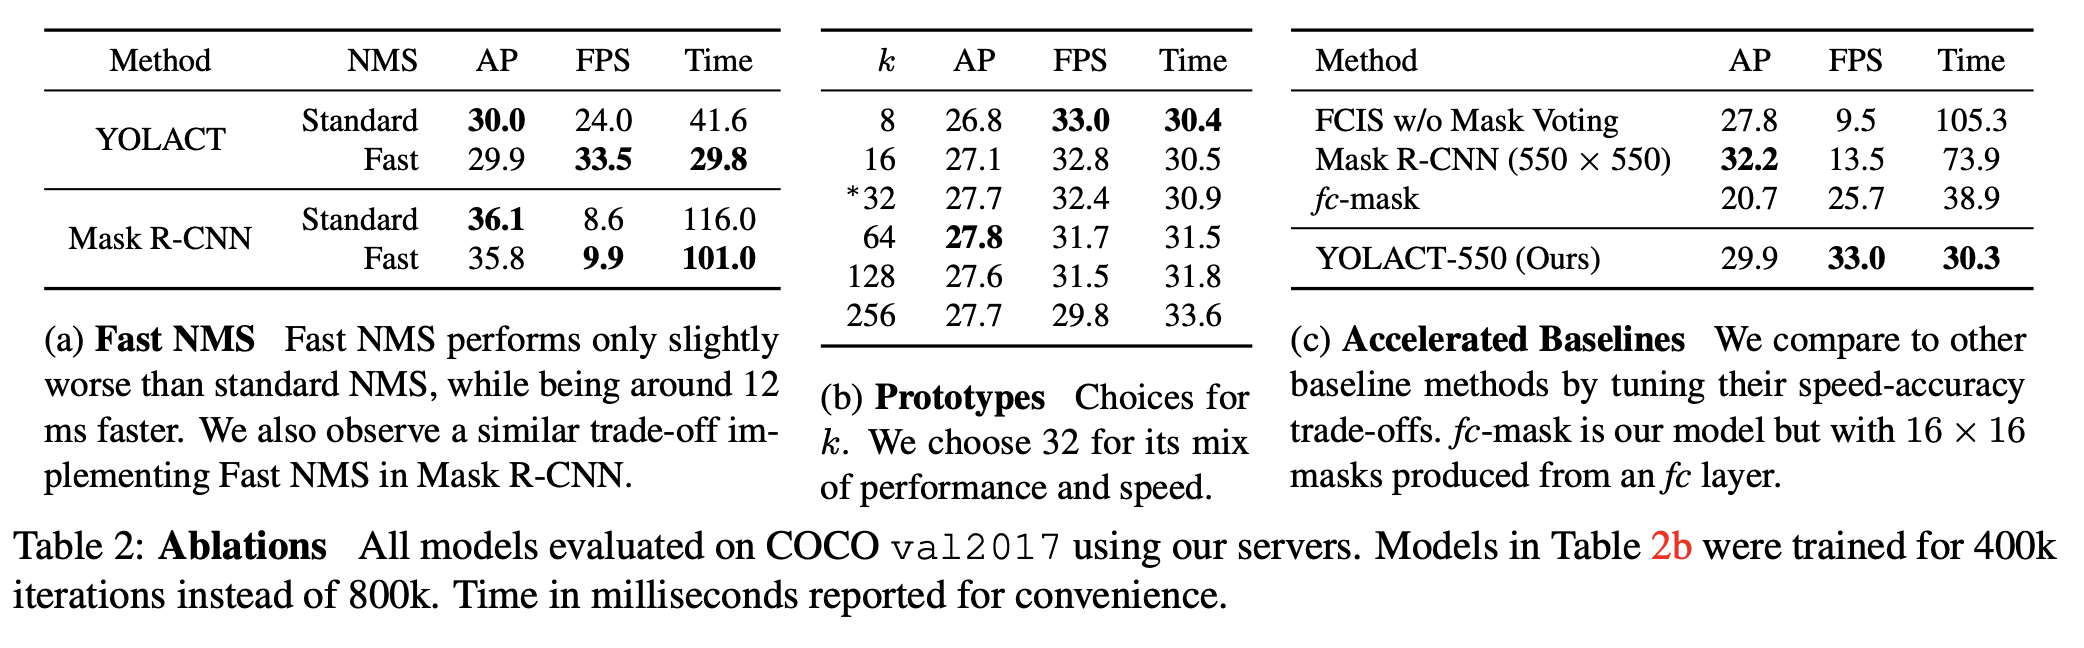 Method NMS AP FPS Time
YOLACT Standard 30.0 24.0 41.6
Fast 29.9 33.5 29.8
Mask R-CNN Standard 36.1 8.6 116.0
Fast 35.8 9.9 101.0
(a) Fast NMS Fast NMS performs only slightly
worse than standard NMS, while being around 12
ms faster. We also observe a similar trade-off im-
plementing Fast NMS in Mask R-CNN.
k AP FPS Time
8 26.8 33.0 30.4
16 27.1 32.8 30.5
*32 27.7 32.4 30.9
64 27.8 31.7 31.5
128 27.6 31.5 31.8
256 27.7 29.8 33.6
(b) Prototypes Choices for
k. We choose 32 for its mix
of performance and speed.
Method AP FPS Time
FCIS w/o Mask Voting 27.8 9.5 105.3
Mask R-CNN (550 × 550) 32.2 13.5 73.9
fc-mask 20.7 25.7 38.9
YOLACT-550 (Ours) 29.9 33.0 30.3
(c) Accelerated Baselines We compare to other
baseline methods by tuning their speed-accuracy
trade-offs. fc-mask is our model but with 16 × 16
masks produced from an fc layer.
Table 2: Ablations All models evaluated on COCO val2017 using our servers. Models in Table 2b were trained for 400k
iterations instead of 800k. Time in milliseconds reported for convenience.